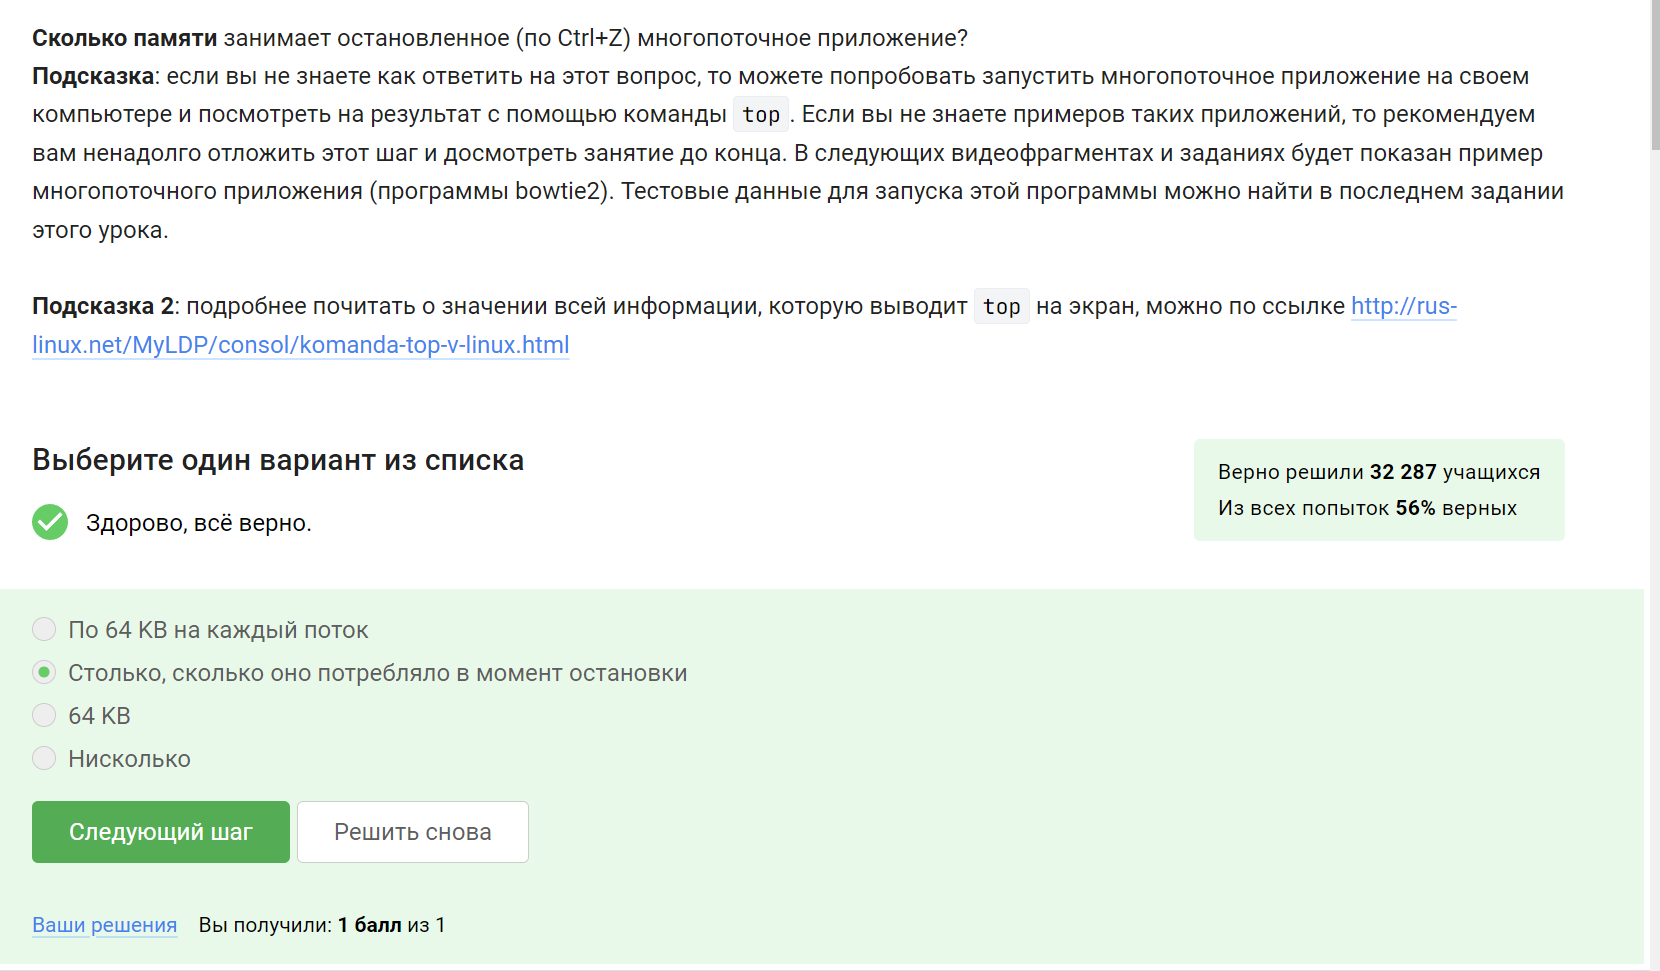 Сколько памяти занимает остановленное (по Ctrl+Z) многопоточное приложение?
Подсказка: если вы не знаете как ответить на этот вопрос, то можете попробовать запустить многопоточное приложение на своем
компьютере и посмотреть на результат с помощью команды top. Если вы не знаете примеров таких приложений, то рекомендуем
вам ненадолго отложить этот шаг и досмотреть занятие до конца. В следующих видеофрагментах и заданиях будет показан пример
многопоточного приложения (программы bowtie2). Тестовые данные для запуска этой программы можно найти в последнем задании
этого урока.
Подсказка 2: подробнее почитать о значении всей информации, которую выводит top на экран, можно по ссылке http://rus-
linux.net/MyLDP/consol/komanda-top-v-linux.html
Выберите один вариант из списка
Верно решили 32 287 учащихся
Из всех попыток 56% верных
Здорово, всё верно.
По 64 KB на каждый поток
Столько, сколько оно потребляло в момент остановки
64 KB
Нисколько
Следующий шаг Решить снова
Ваши решения Вы получили: 1 балл из 1